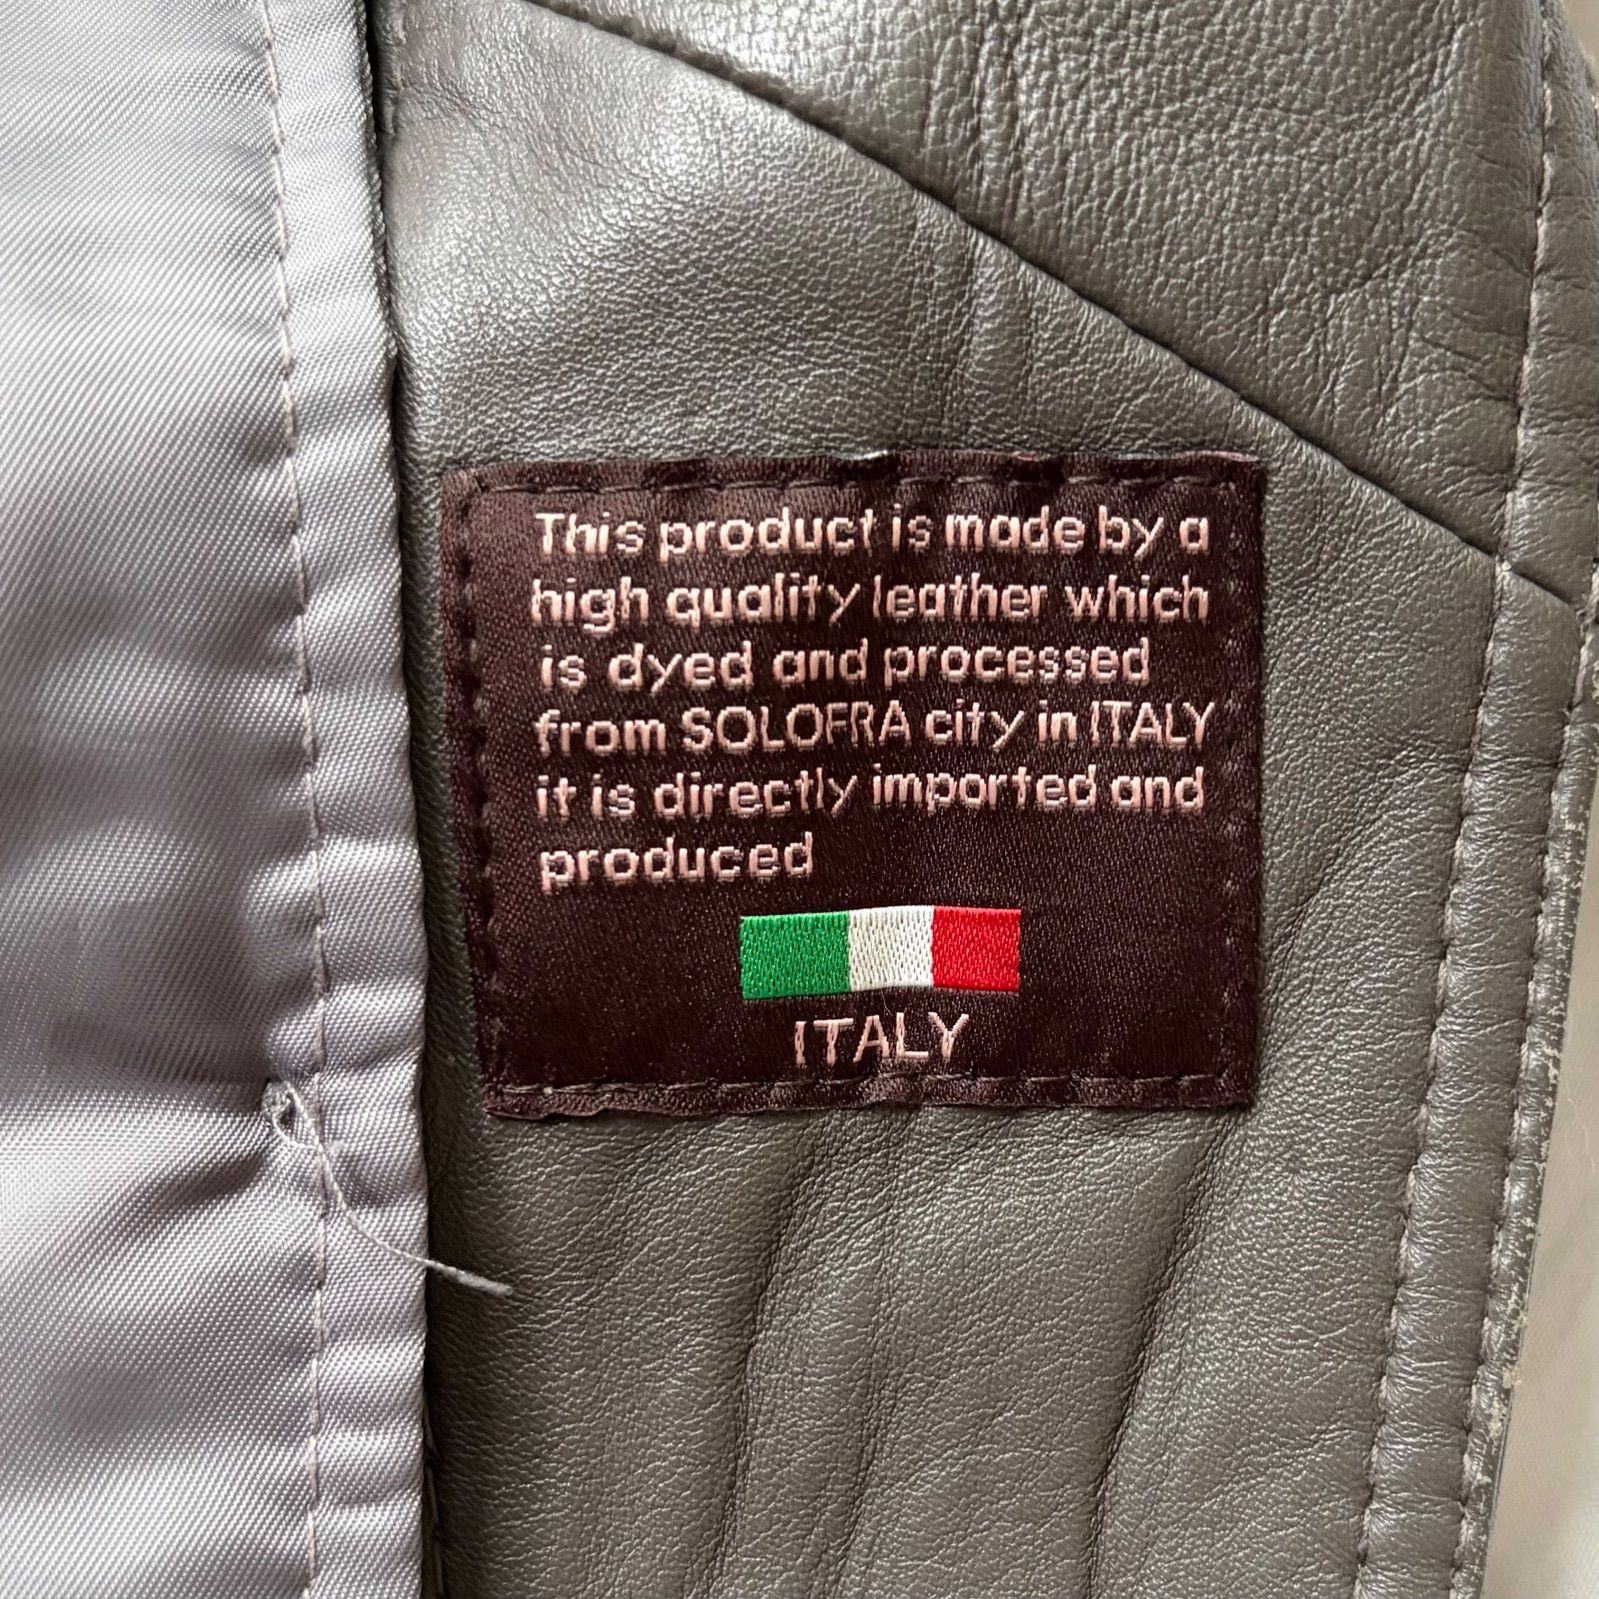 This product is made by a
high quality leather which
is dyed and processed
from SOLOFRA city in ITALY
it is directly imported and
produced
ITALY